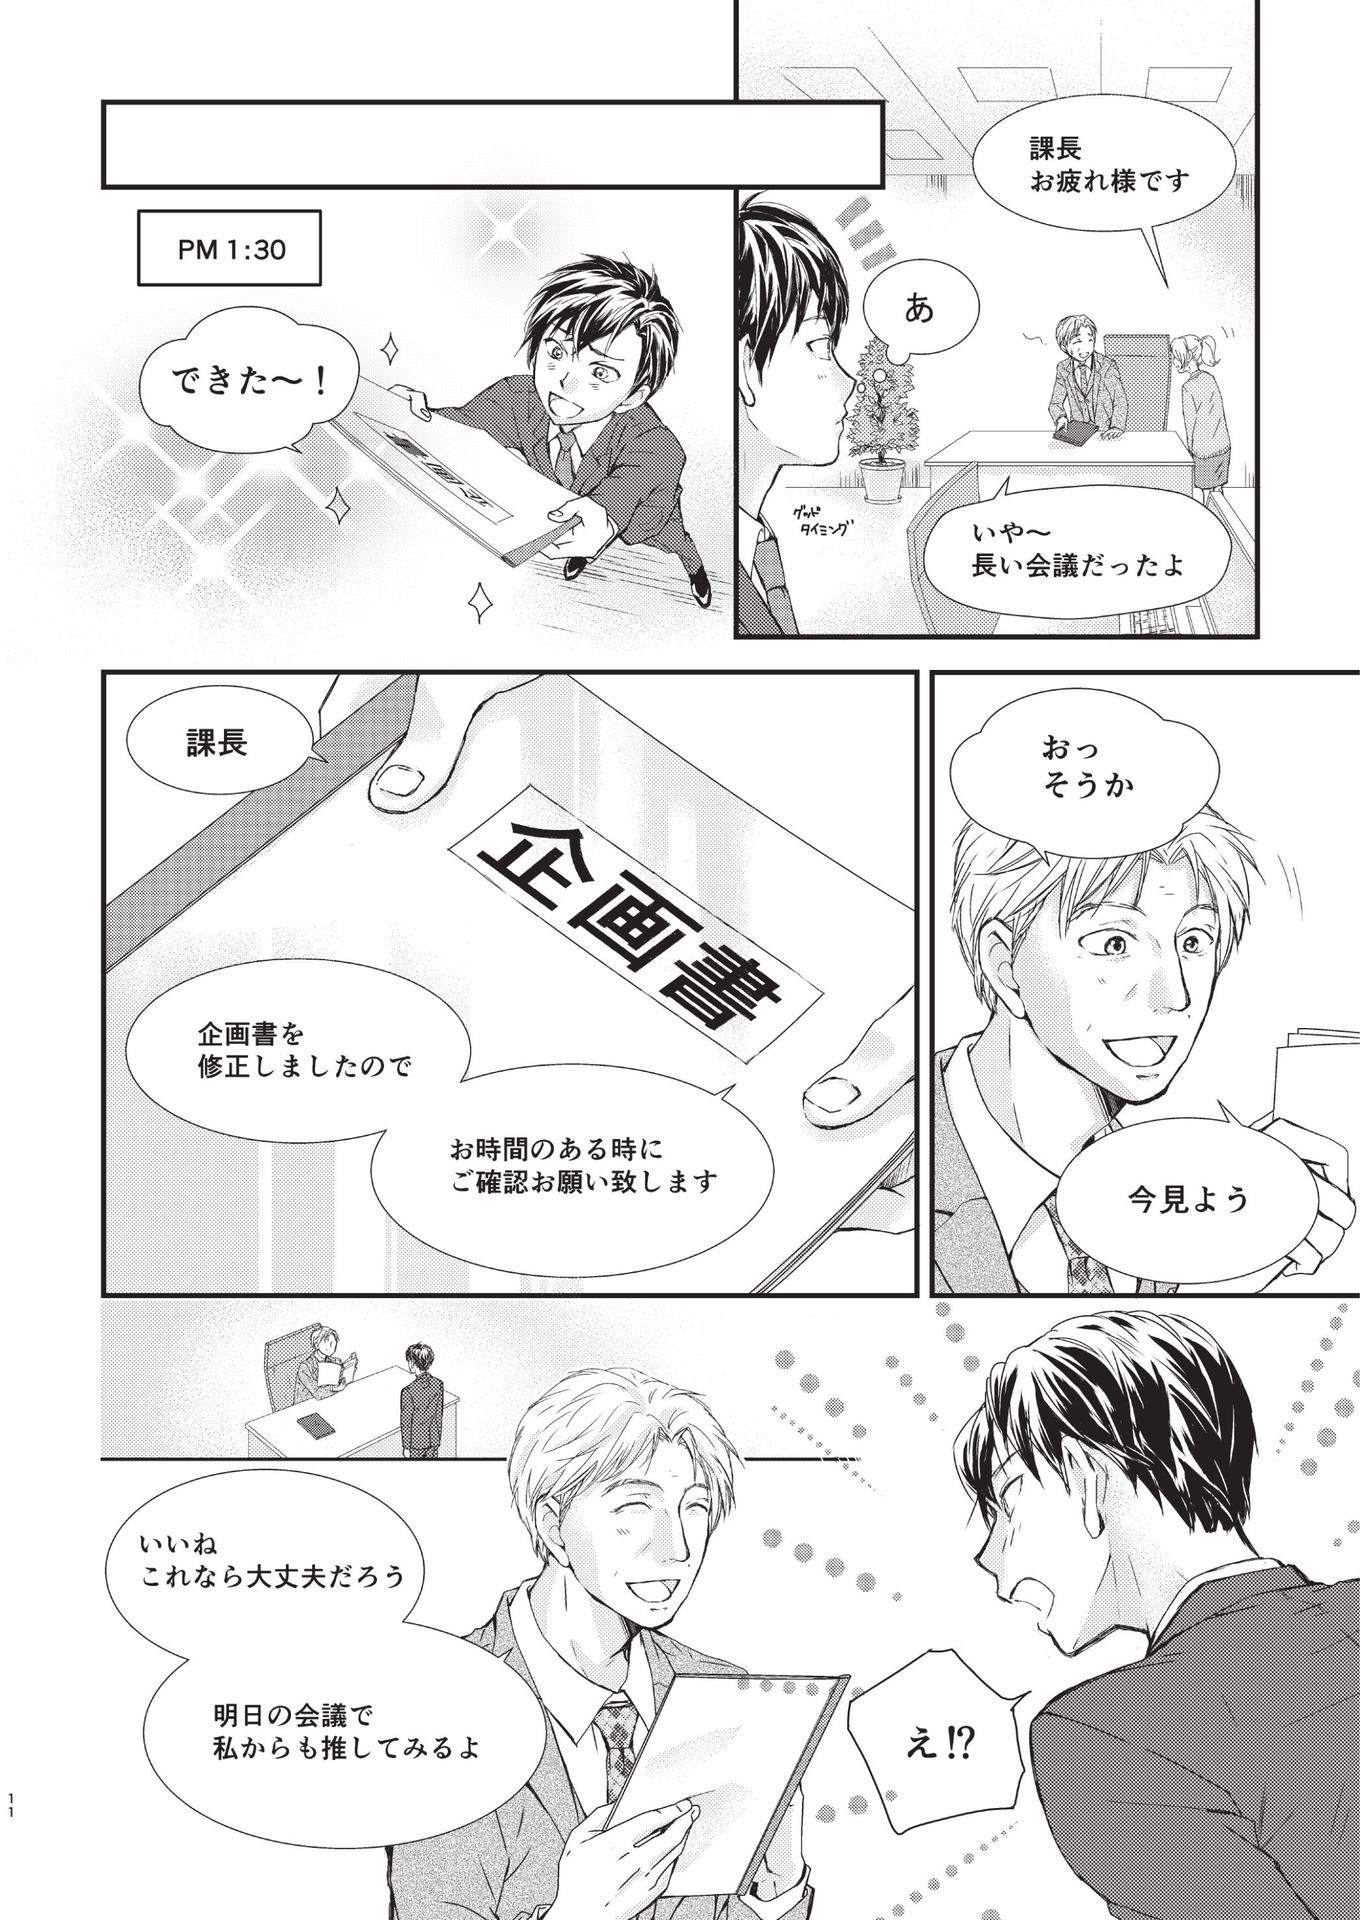 PM 1:30
できた〜!
課長
お疲れ様です
あ
グッド
タイミング
いや〜
長い会議だったよ
課長
企画書
企画書を
修正しましたので
お時間のある時に
ご確認お願い致します
おっ
そうか
今見よう
いいね
これなら大丈夫だろう
明日の会議で
私からも推してみるよ
え!?
11